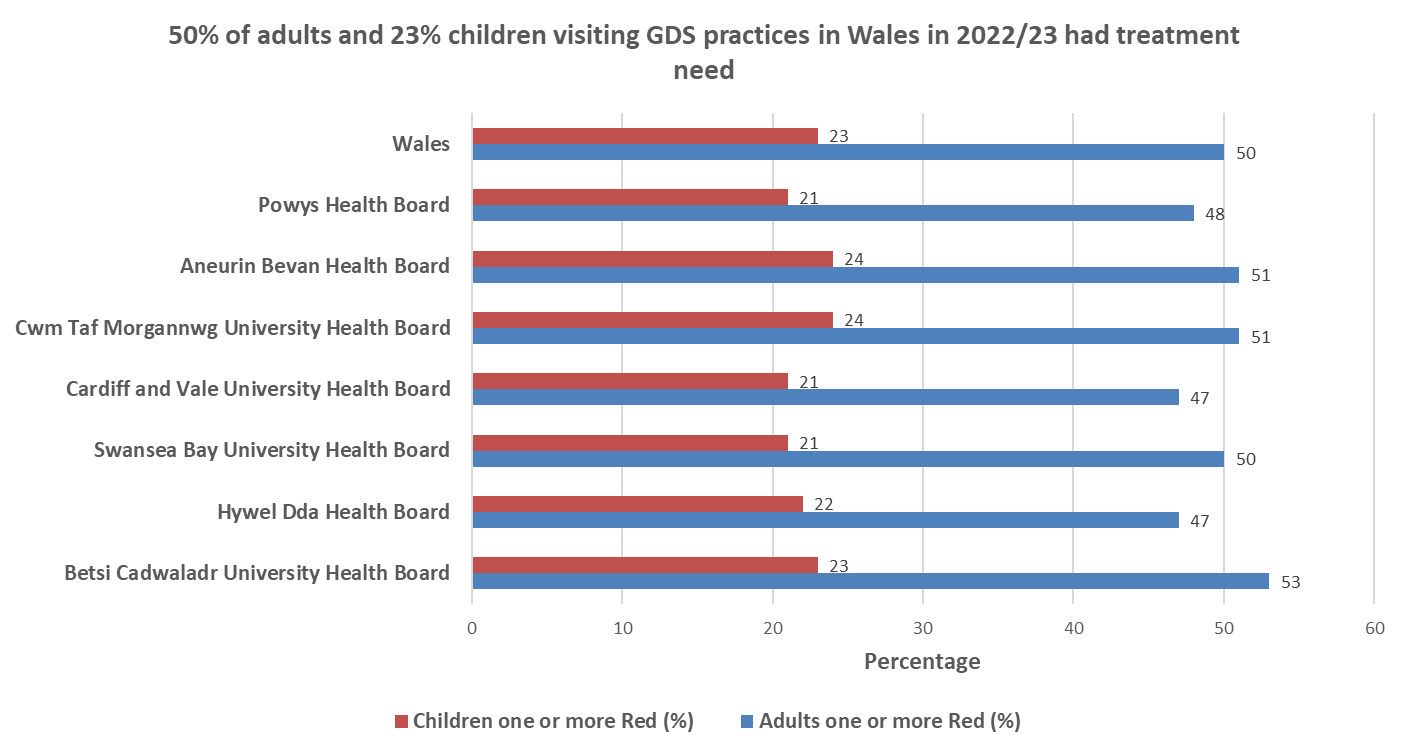 50% of adults and 23% children visiting GDS practices in Wales in 2022/23 had treatment
need
Wales
23
50
Powys Health Board
21
48
Aneurin Bevan Health Board
24
51
Cwm Taf Morgannwg University Health Board
24
51
Cardiff and Vale University Health Board
21
47
Swansea Bay University Health Board
21
50
Hywel Dda Health Board
22
47
Betsi Cadwaladr University Health Board
23
53
0 10 20 30 40 50 60
Percentage
Children one or more Red (%) Adults one or more Red (%)